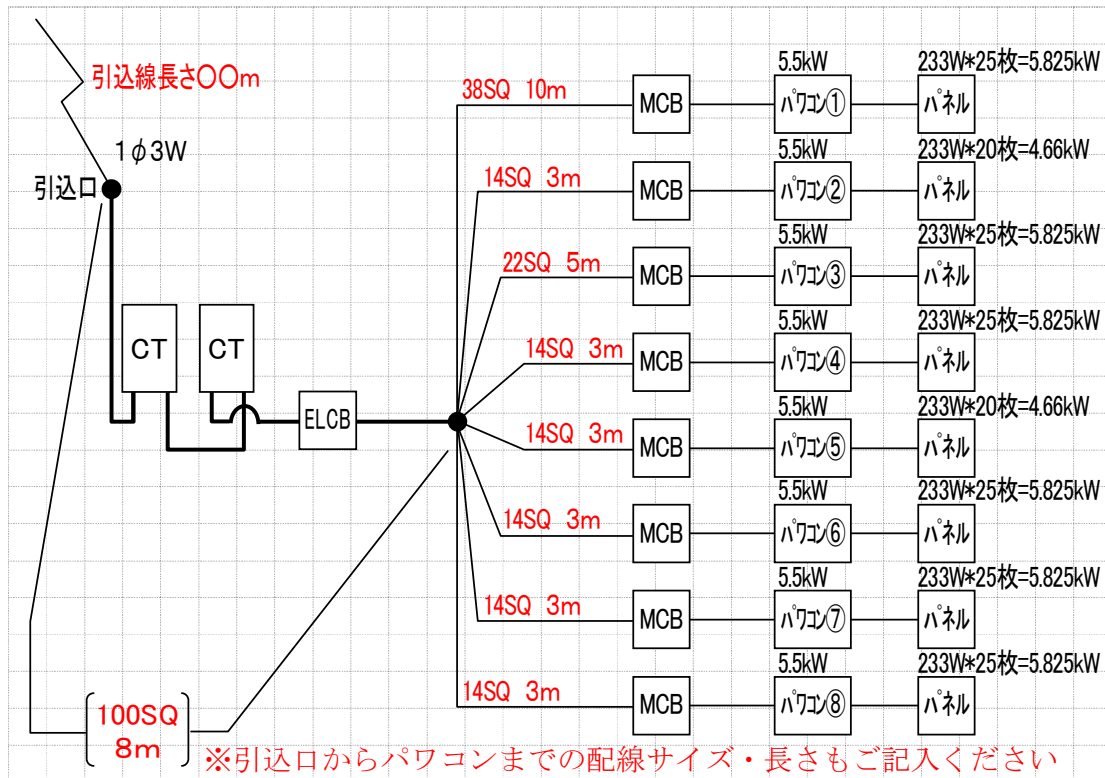 引込線長さ○○m
1φ3W
引込口
CT
CT
ELCB
100SQ
8m
5.5kW 233W*25枚=5.825kW
38SQ 10m MCB パワコン① パネル
5.5kW 233W*20枚=4.66kW
14SQ 3m MCB パワコン② パネル
5.5kW 233W*25枚=5.825kW
22SQ 5m MCB パワコン③ パネル
5.5kW 233W*25枚=5.825kW
14SQ 3m MCB パワコン④ パネル
5.5kW 233W*20枚=4.66kW
14SQ 3m MCB パワコン⑤ パネル
5.5kW 233W*25枚=5.825kW
14SQ 3m MCB パワコン⑥ パネル
5.5kW 233W*25枚=5.825kW
14SQ 3m MCB パワコン⑦ パネル
5.5kW 233W*25枚=5.825kW
14SQ 3m MCB パワコン⑧ パネル
※引込口からパワコンまでの配線サイズ・長さもご記入ください